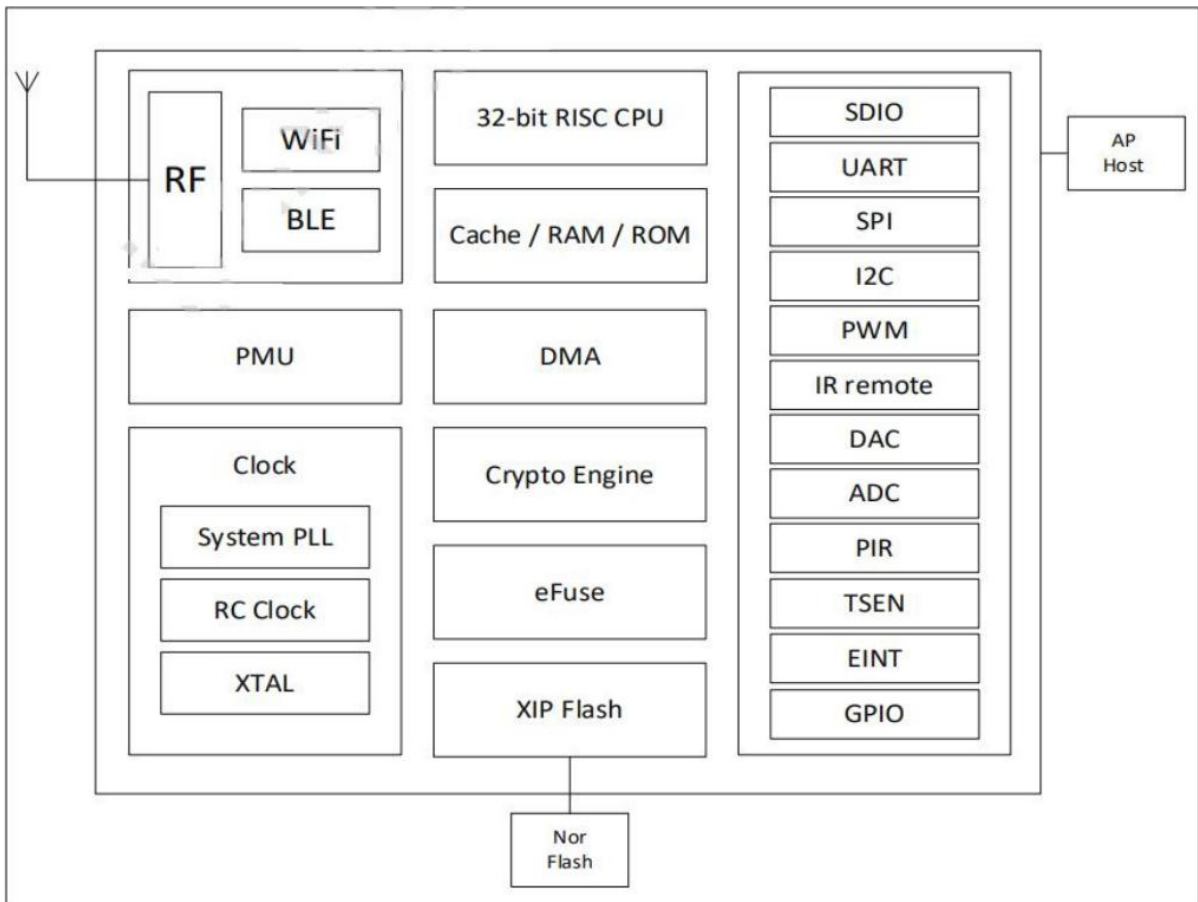 RF
WiFi
BLE
PMU
Clock
System PLL
RC Clock
XTAL
32-bit RISC CPU
Cache / RAM / ROM
DMA
Crypto Engine
eFuse
XIP Flash
Nor
Flash
SDIO
UART
SPI
I2C
PWM
IR remote
DAC
ADC
PIR
TSEN
EINT
GPIO
AP
Host